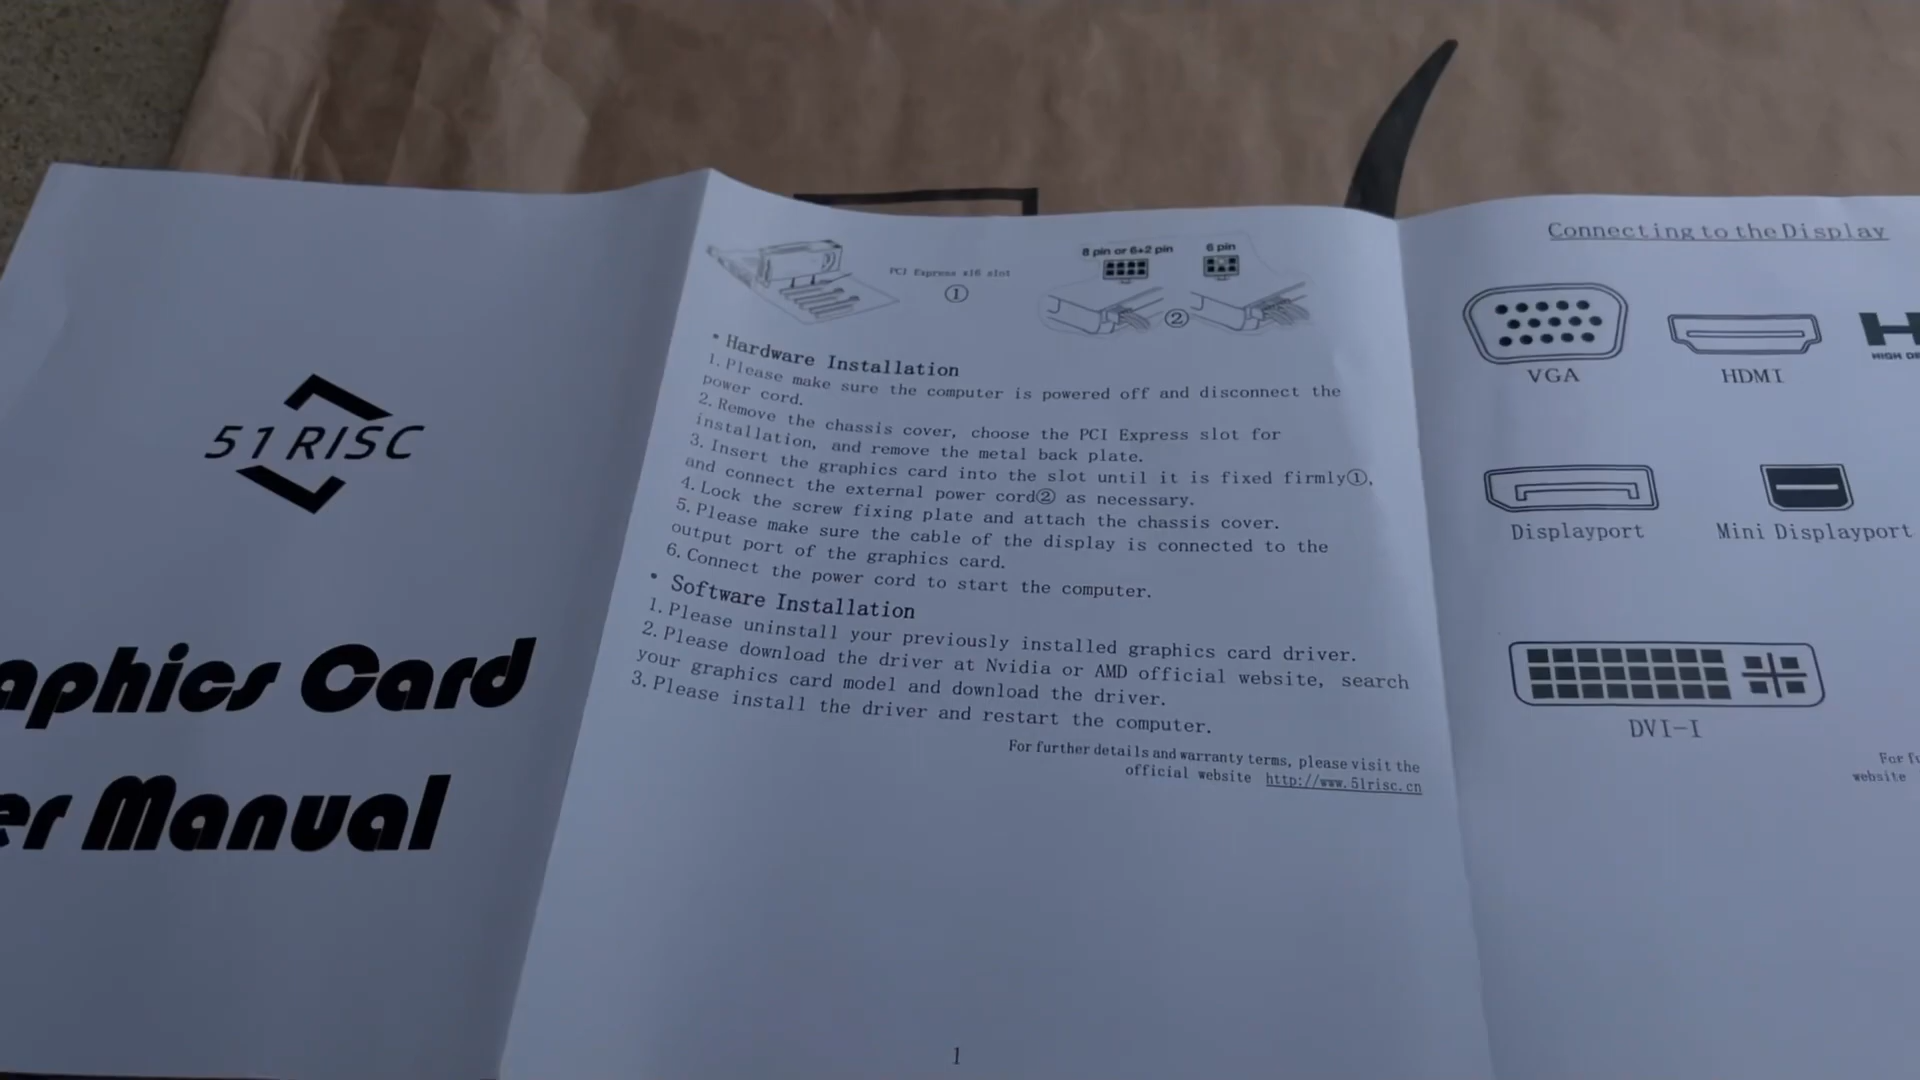 51 RISC
aphics Card
er Manual
PCI Express x16 slot
①
8 pin or 6+2 pin
6 pin
②
• Hardware Installation
1. Please make sure the computer is powered off and disconnect the
power cord.
2. Remove the chassis cover, choose the PCI Express slot for
installation, and remove the metal back plate.
3. Insert the graphics card into the slot until it is fixed firmly①,
and connect the external power cord② as necessary.
4. Lock the screw fixing plate and attach the chassis cover.
5. Please make sure the cable of the display is connected to the
output port of the graphics card.
6. Connect the power cord to start the computer.
• Software Installation
1. Please uninstall your previously installed graphics card driver.
2. Please download the driver at Nvidia or AMD official website, search
your graphics card model and download the driver.
3. Please install the driver and restart the computer.
For further details and warranty terms, please visit the
official website http://www.51risc.cn
1
Connecting to the Display
VGA
HDMI
H
HIGH DE
Displayport
Mini Displayport
DVI-I
For fu
website